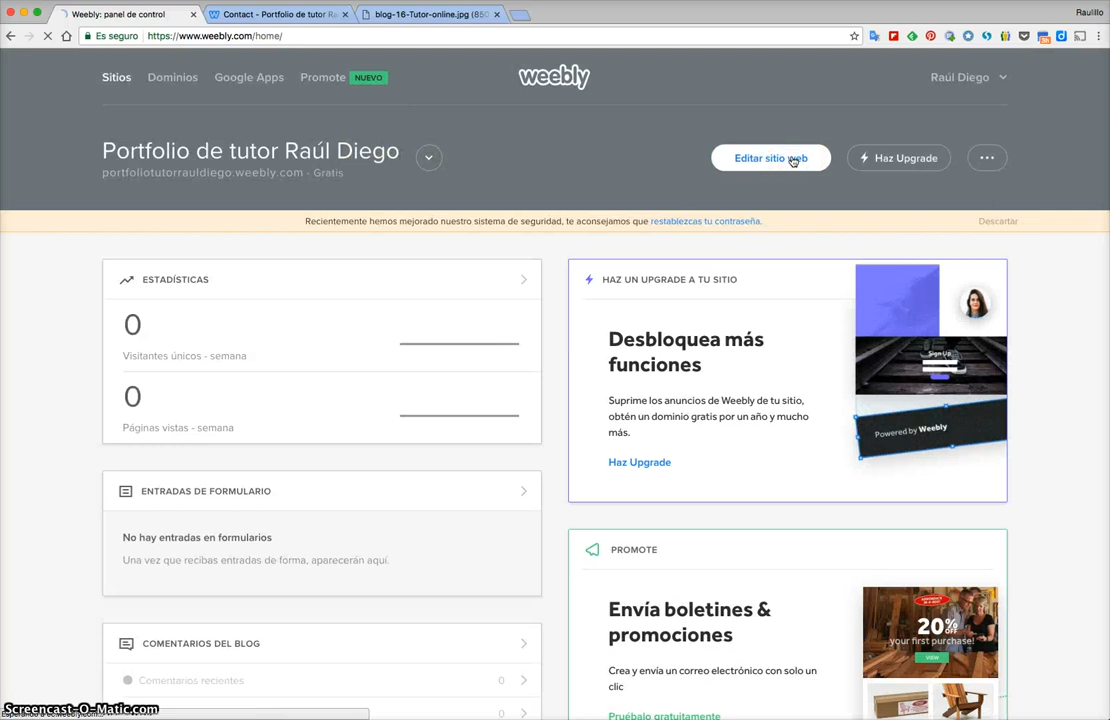 Weebly: panel de control
Contact - Portfolio de tutor Ra
blog-16-Tutor-online.jpg (850
Raulillo
Es seguro
https://www.weebly.com/home/
Sitios
Dominios
Google Apps
Promote
NUEVO
weebly
Raúl Diego
Portfolio de tutor Raúl Diego
portfoliotutorrauldiego.weebly.com - Gratis
Editar sitio web
Haz Upgrade
Recientemente hemos mejorado nuestro sistema de seguridad, te aconsejamos que restablezcas tu contraseña.
Descartar
ESTADÍSTICAS
0
Visitantes únicos - semana
0
Páginas vistas - semana
ENTRADAS DE FORMULARIO
No hay entradas en formularios
Una vez que recibas entradas de forma, aparecerán aquí.
COMENTARIOS DEL BLOG
Comentarios recientes
0
0
HAZ UN UPGRADE A TU SITIO
Desbloquea más
funciones
Suprime los anuncios de Weebly de tu sitio,
obtén un dominio gratis por un año y mucho
más.
Haz Upgrade
Sign Up
Powered by Weebly
PROMOTE
Envía boletines &
promociones
Crea y envía un correo electrónico con solo un
clic
Pruébalo gratuitamente
20% OFF
your first purchase!
VIEW
Screencast-O-Matic.com